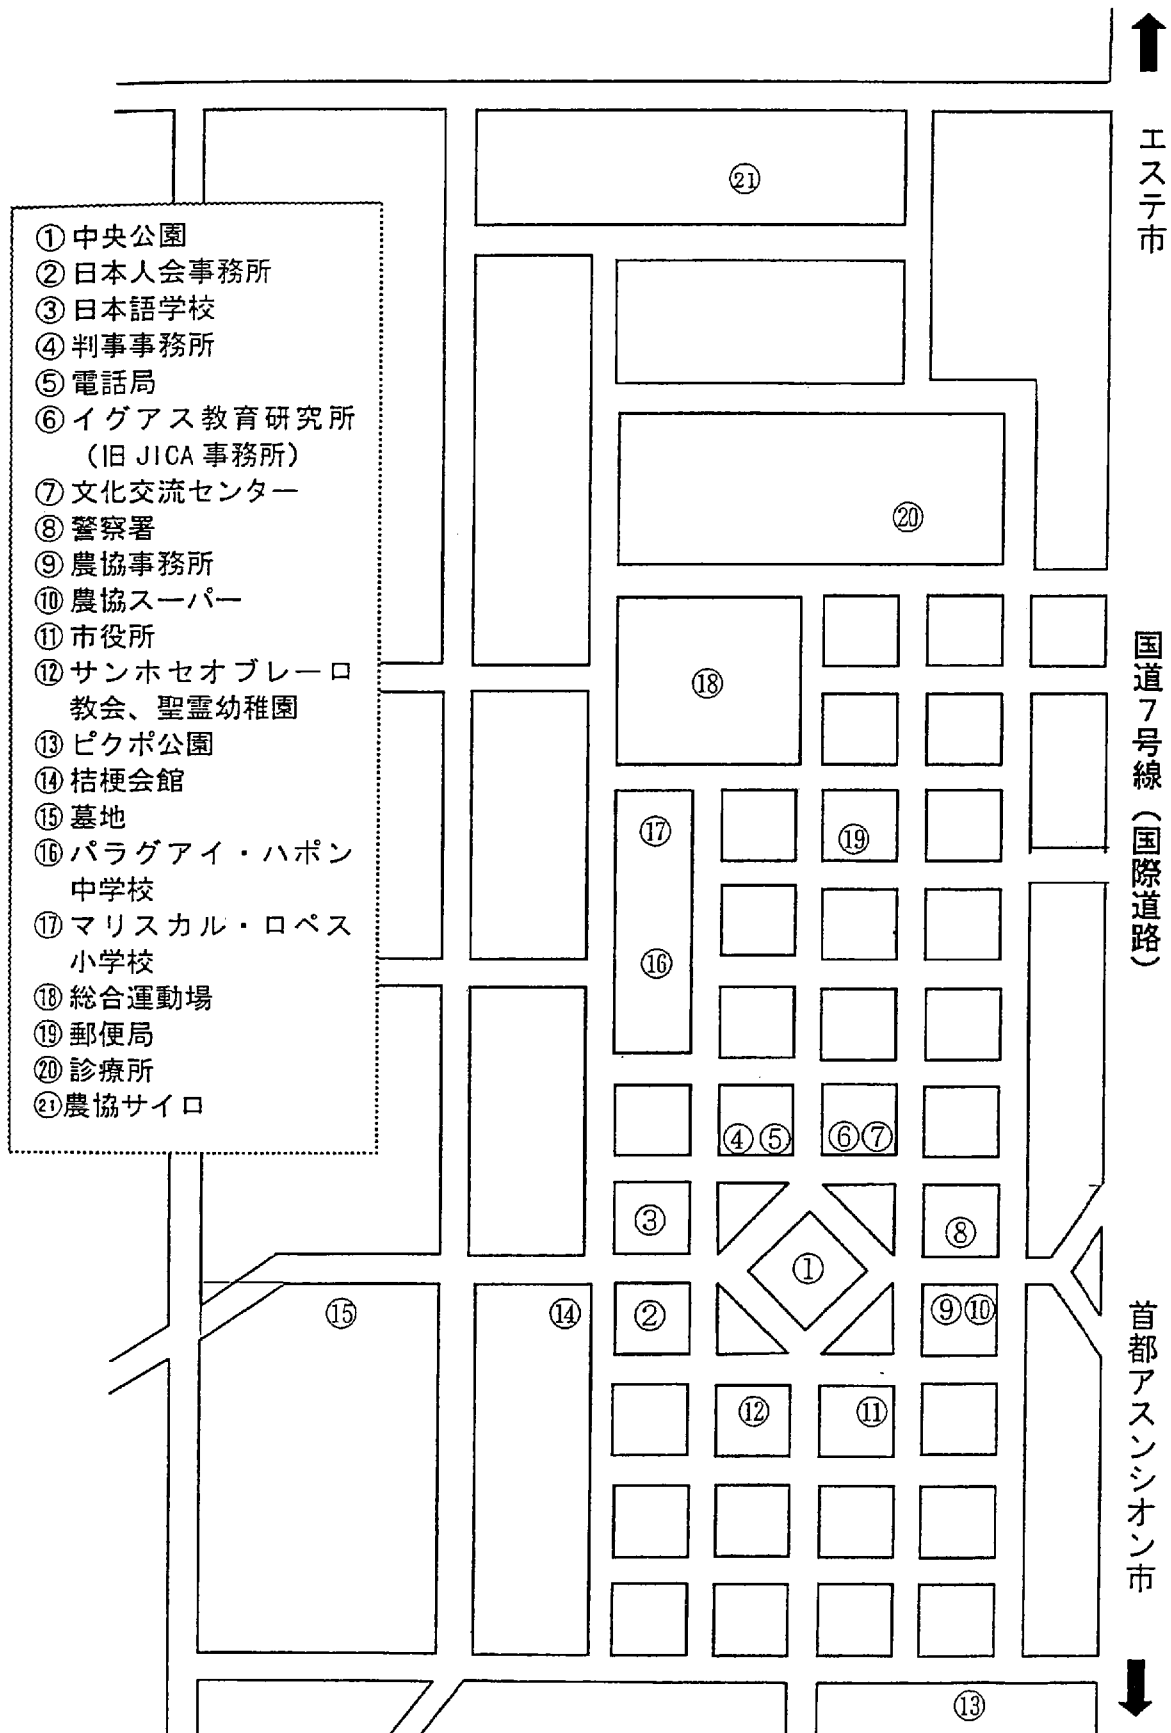 ①中央公園
②日本人会事務所
③日本語学校
④判事事務所
⑤電話局
⑥イグアス教育研究所
（旧JICA事務所）
⑦文化交流センター
⑧警察署
⑨農協事務所
⑩農協スーパー
⑪市役所
⑫サンホセオブレーロ
教会、聖霊幼稚園
⑬ピクポ公園
⑭桔梗会館
⑮墓地
⑯パラグアイ・ハポン
中学校
⑰マリスカル・ロペス
小学校
⑱総合運動場
⑲郵便局
⑳診療所
㉑農協サイロ
㉑
⑳
⑱
⑰
⑲
⑯
④⑤
⑥⑦
③
⑧
①
⑮
⑭
②
⑨⑩
⑫
⑪
⑬
エステ市
国道７号線（国際道路）
首都アスンシオン市